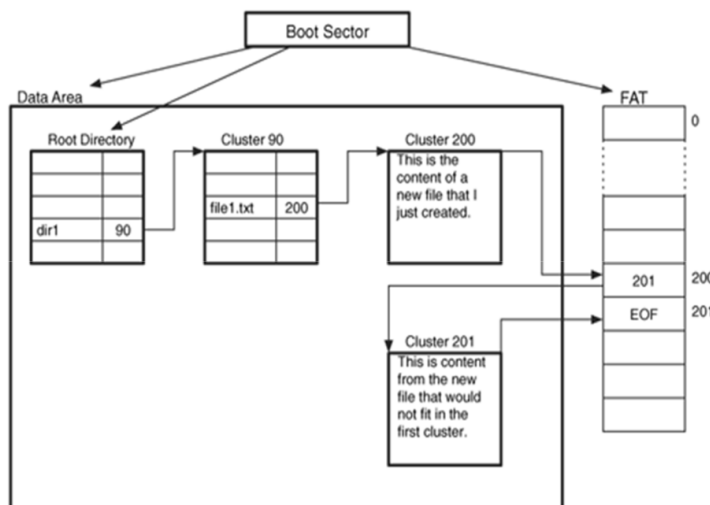 Boot Sector
Data Area
FAT
0
Root Directory
Cluster 90
Cluster 200
This is the
content of a
new file that I
just created.
file1.txt 200
dir1 90
201 200
EOF 201
Cluster 201
This is content
from the new
file that would
not fit in the
first cluster.